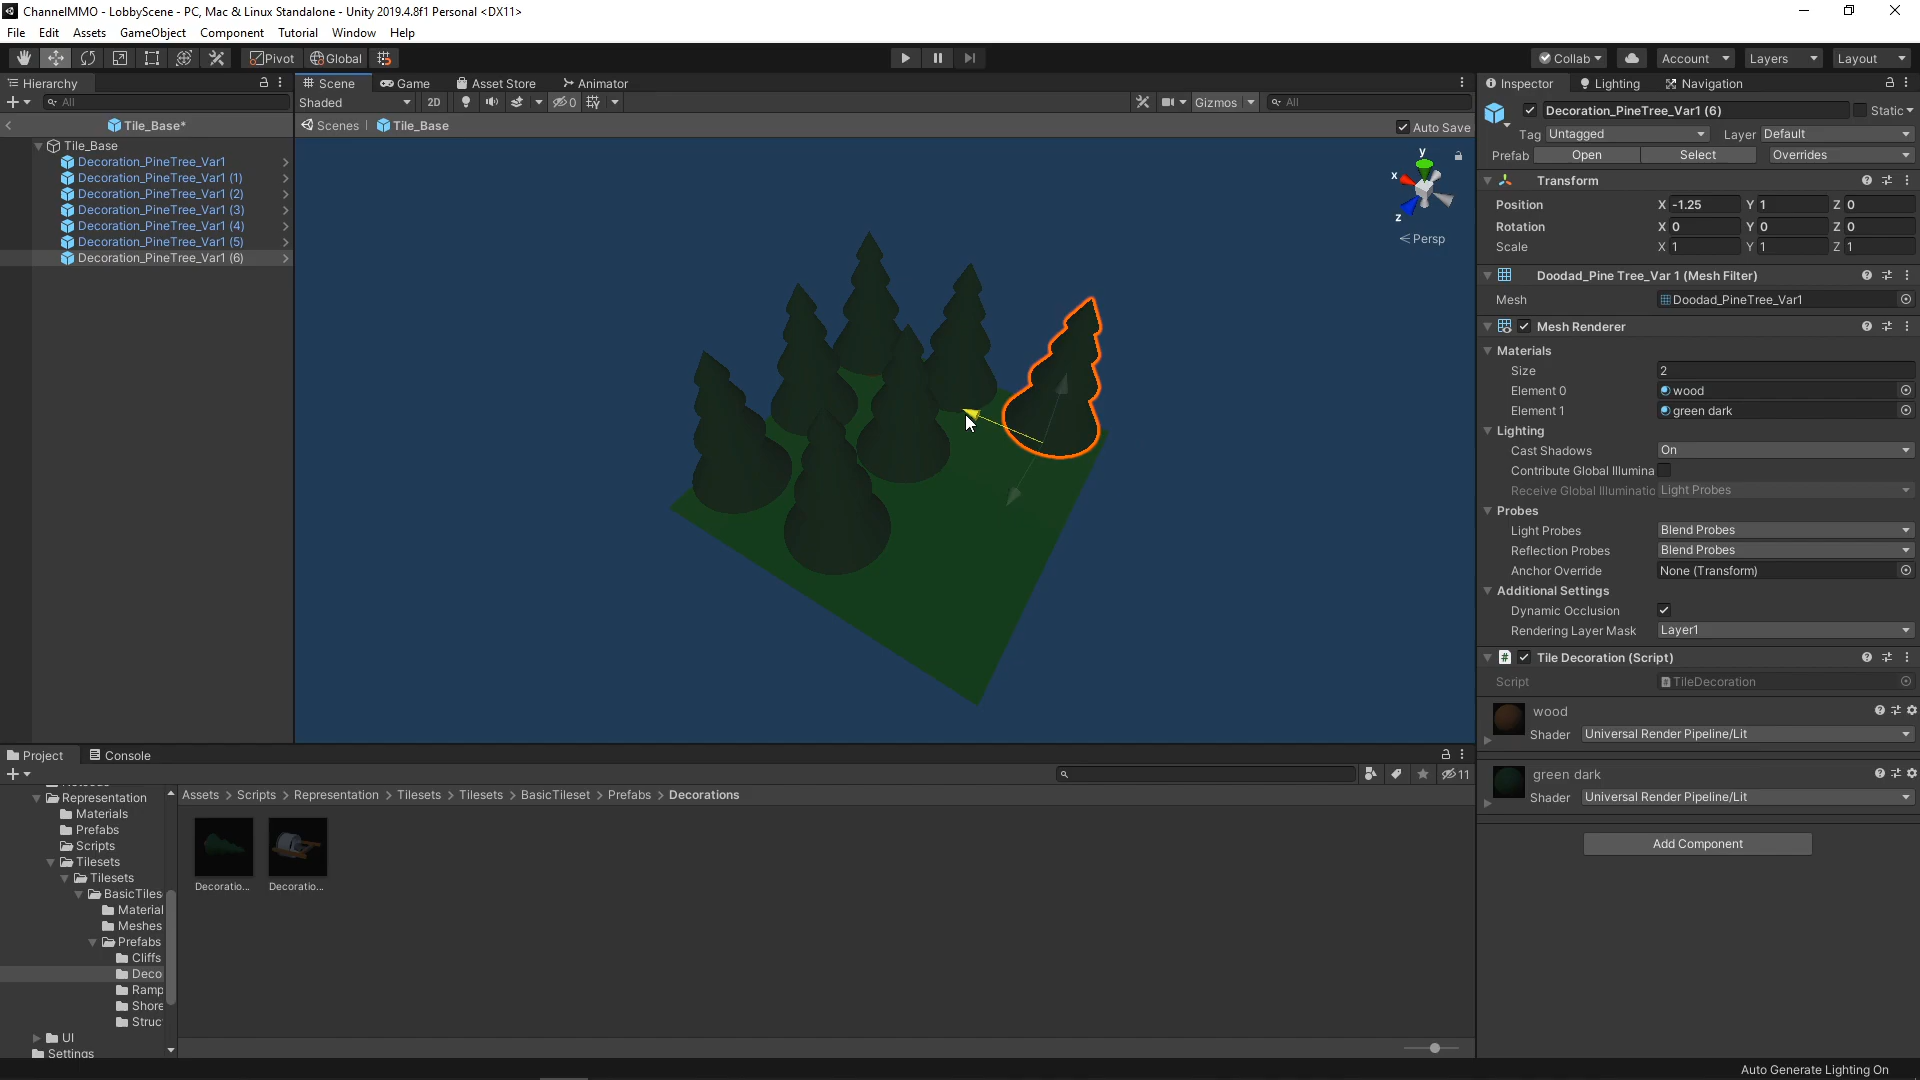 ChannelMMO - LobbyScene - PC, Mac & Linux Standalone - Unity 2019.4.8f1 Personal <DX11>
File Edit Assets GameObject Component Tutorial Window Help
Pivot Global Collab Account Layers Layout
Hierarchy Scene Game Asset Store Animator Inspector Lighting Navigation
All Shaded 2D 0 Gizmos All
Tile_Base* Scenes Tile_Base Auto Save
Tile_Base
Decoration_PineTree_Var1
Decoration_PineTree_Var1 (1)
Decoration_PineTree_Var1 (2)
Decoration_PineTree_Var1 (3)
Decoration_PineTree_Var1 (4)
Decoration_PineTree_Var1 (5)
Decoration_PineTree_Var1 (6)
y
x
z
Persp
Decoration_PineTree_Var1 (6) Static
Tag Untagged Layer Default
Prefab Open Select Overrides
Transform
Position X -1.25 Y 1 Z 0
Rotation X 0 Y 0 Z 0
Scale X 1 Y 1 Z 1
Doodad_Pine Tree_Var 1 (Mesh Filter)
Mesh Doodad_PineTree_Var1
Mesh Renderer
Materials
Size 2
Element 0 wood
Element 1 green dark
Lighting
Cast Shadows On
Contribute Global Illumina
Receive Global Illuminatio Light Probes
Probes
Light Probes Blend Probes
Reflection Probes Blend Probes
Anchor Override None (Transform)
Additional Settings
Dynamic Occlusion
Rendering Layer Mask Layer1
Tile Decoration (Script)
Script TileDecoration
wood
Shader Universal Render Pipeline/Lit
green dark
Shader Universal Render Pipeline/Lit
Add Component
Project Console
11
Assets > Scripts > Representation > Tilesets > Tilesets > BasicTileset > Prefabs > Decorations
Representation
Materials
Prefabs
Scripts
Tilesets
Tilesets
BasicTiles
Material
Meshes
Prefabs
Cliffs
Deco
Ramp
Shore
Struc
UI
Settings
Decoratio... Decoratio...
Auto Generate Lighting On